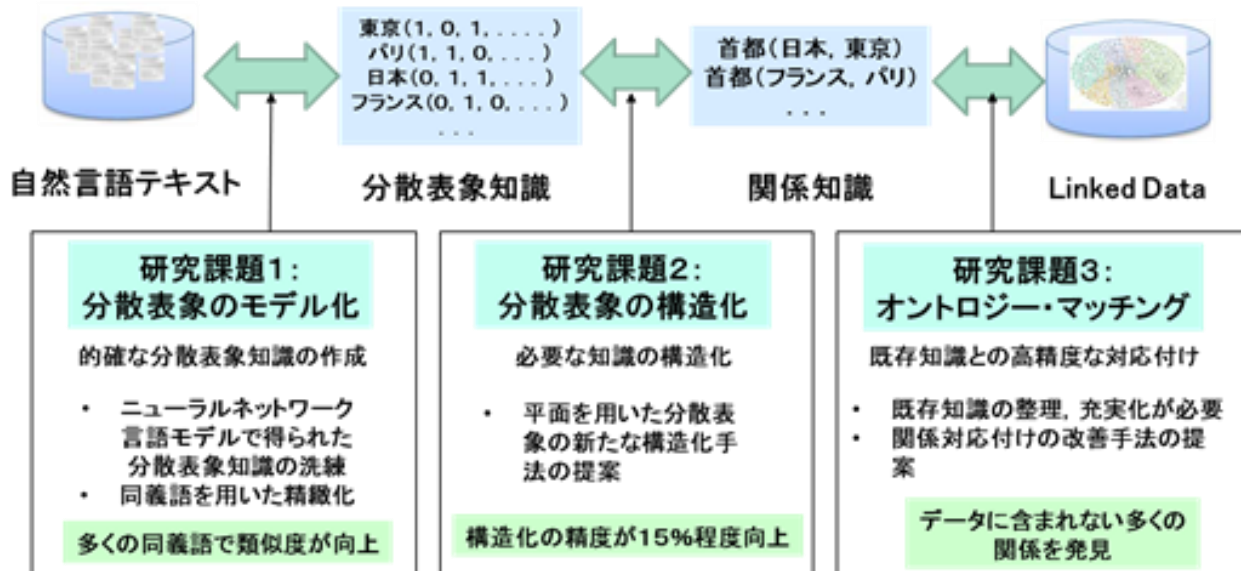 東京(1, 0, 1, . . . . .)
パリ(1, 1, 0, . . . .)
日本(0, 1, 1, . . . .)
フランス(0, 1, 0, . . . .)
. . .
首都(日本, 東京)
首都(フランス, パリ)
. . .
自然言語テキスト
分散表象知識
関係知識
Linked Data
研究課題1:
分散表象のモデル化
的確な分散表象知識の作成
• ニューラルネットワーク
言語モデルで得られた
分散表象知識の洗練
• 同義語を用いた精緻化
多くの同義語で類似度が向上
研究課題2:
分散表象の構造化
必要な知識の構造化
• 平面を用いた分散表
象の新たな構造化手
法の提案
構造化の精度が15%程度向上
研究課題3:
オントロジー・マッチング
既存知識との高精度な対応付け
• 既存知識の整理, 充実化が必要
• 関係対応付けの改善手法の提
案
データに含まれない多くの
関係を発見